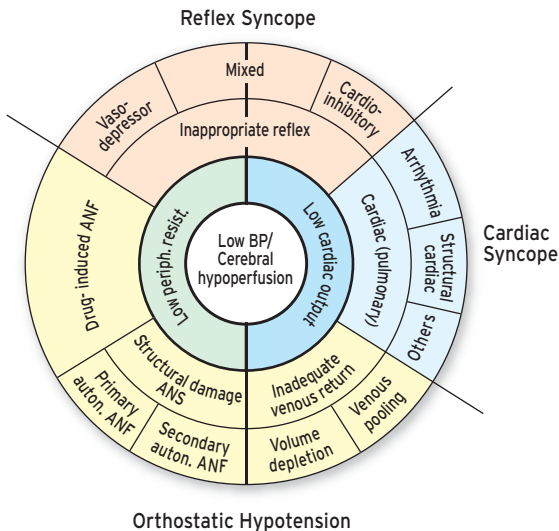 Reflex Syncope
Mixed
Vaso-
depressor
Cardio-
inhibitory
Inappropriate reflex
Arrhythmia
Structural
cardiac
Others
Cardiac
Syncope
Cardiac (pulmonary)
Low periph. resist.
Low BP/
Cerebral
hypoperfusion
Low cardiac output
Drug- induced ANF
Structural damage
ANS
Inadequate
venous return
Primary
auton. ANF
Secondary
auton. ANF
Volume
depletion
Venous
pooling
Orthostatic Hypotension